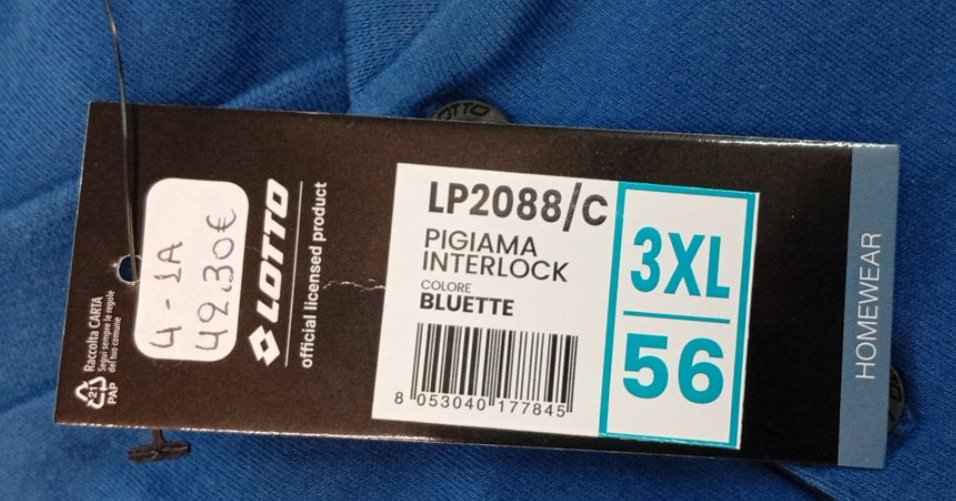 OTTO
Raccolta CARTA
Segui sempre le regole
del tuo comune
21
PAP
4-1A
42.30€
LOTTO
official licensed product
LP2088/C
PIGIAMA
INTERLOCK
COLORE
BLUETTE
8 053040 177845
3XL
56
HOMEWEAR